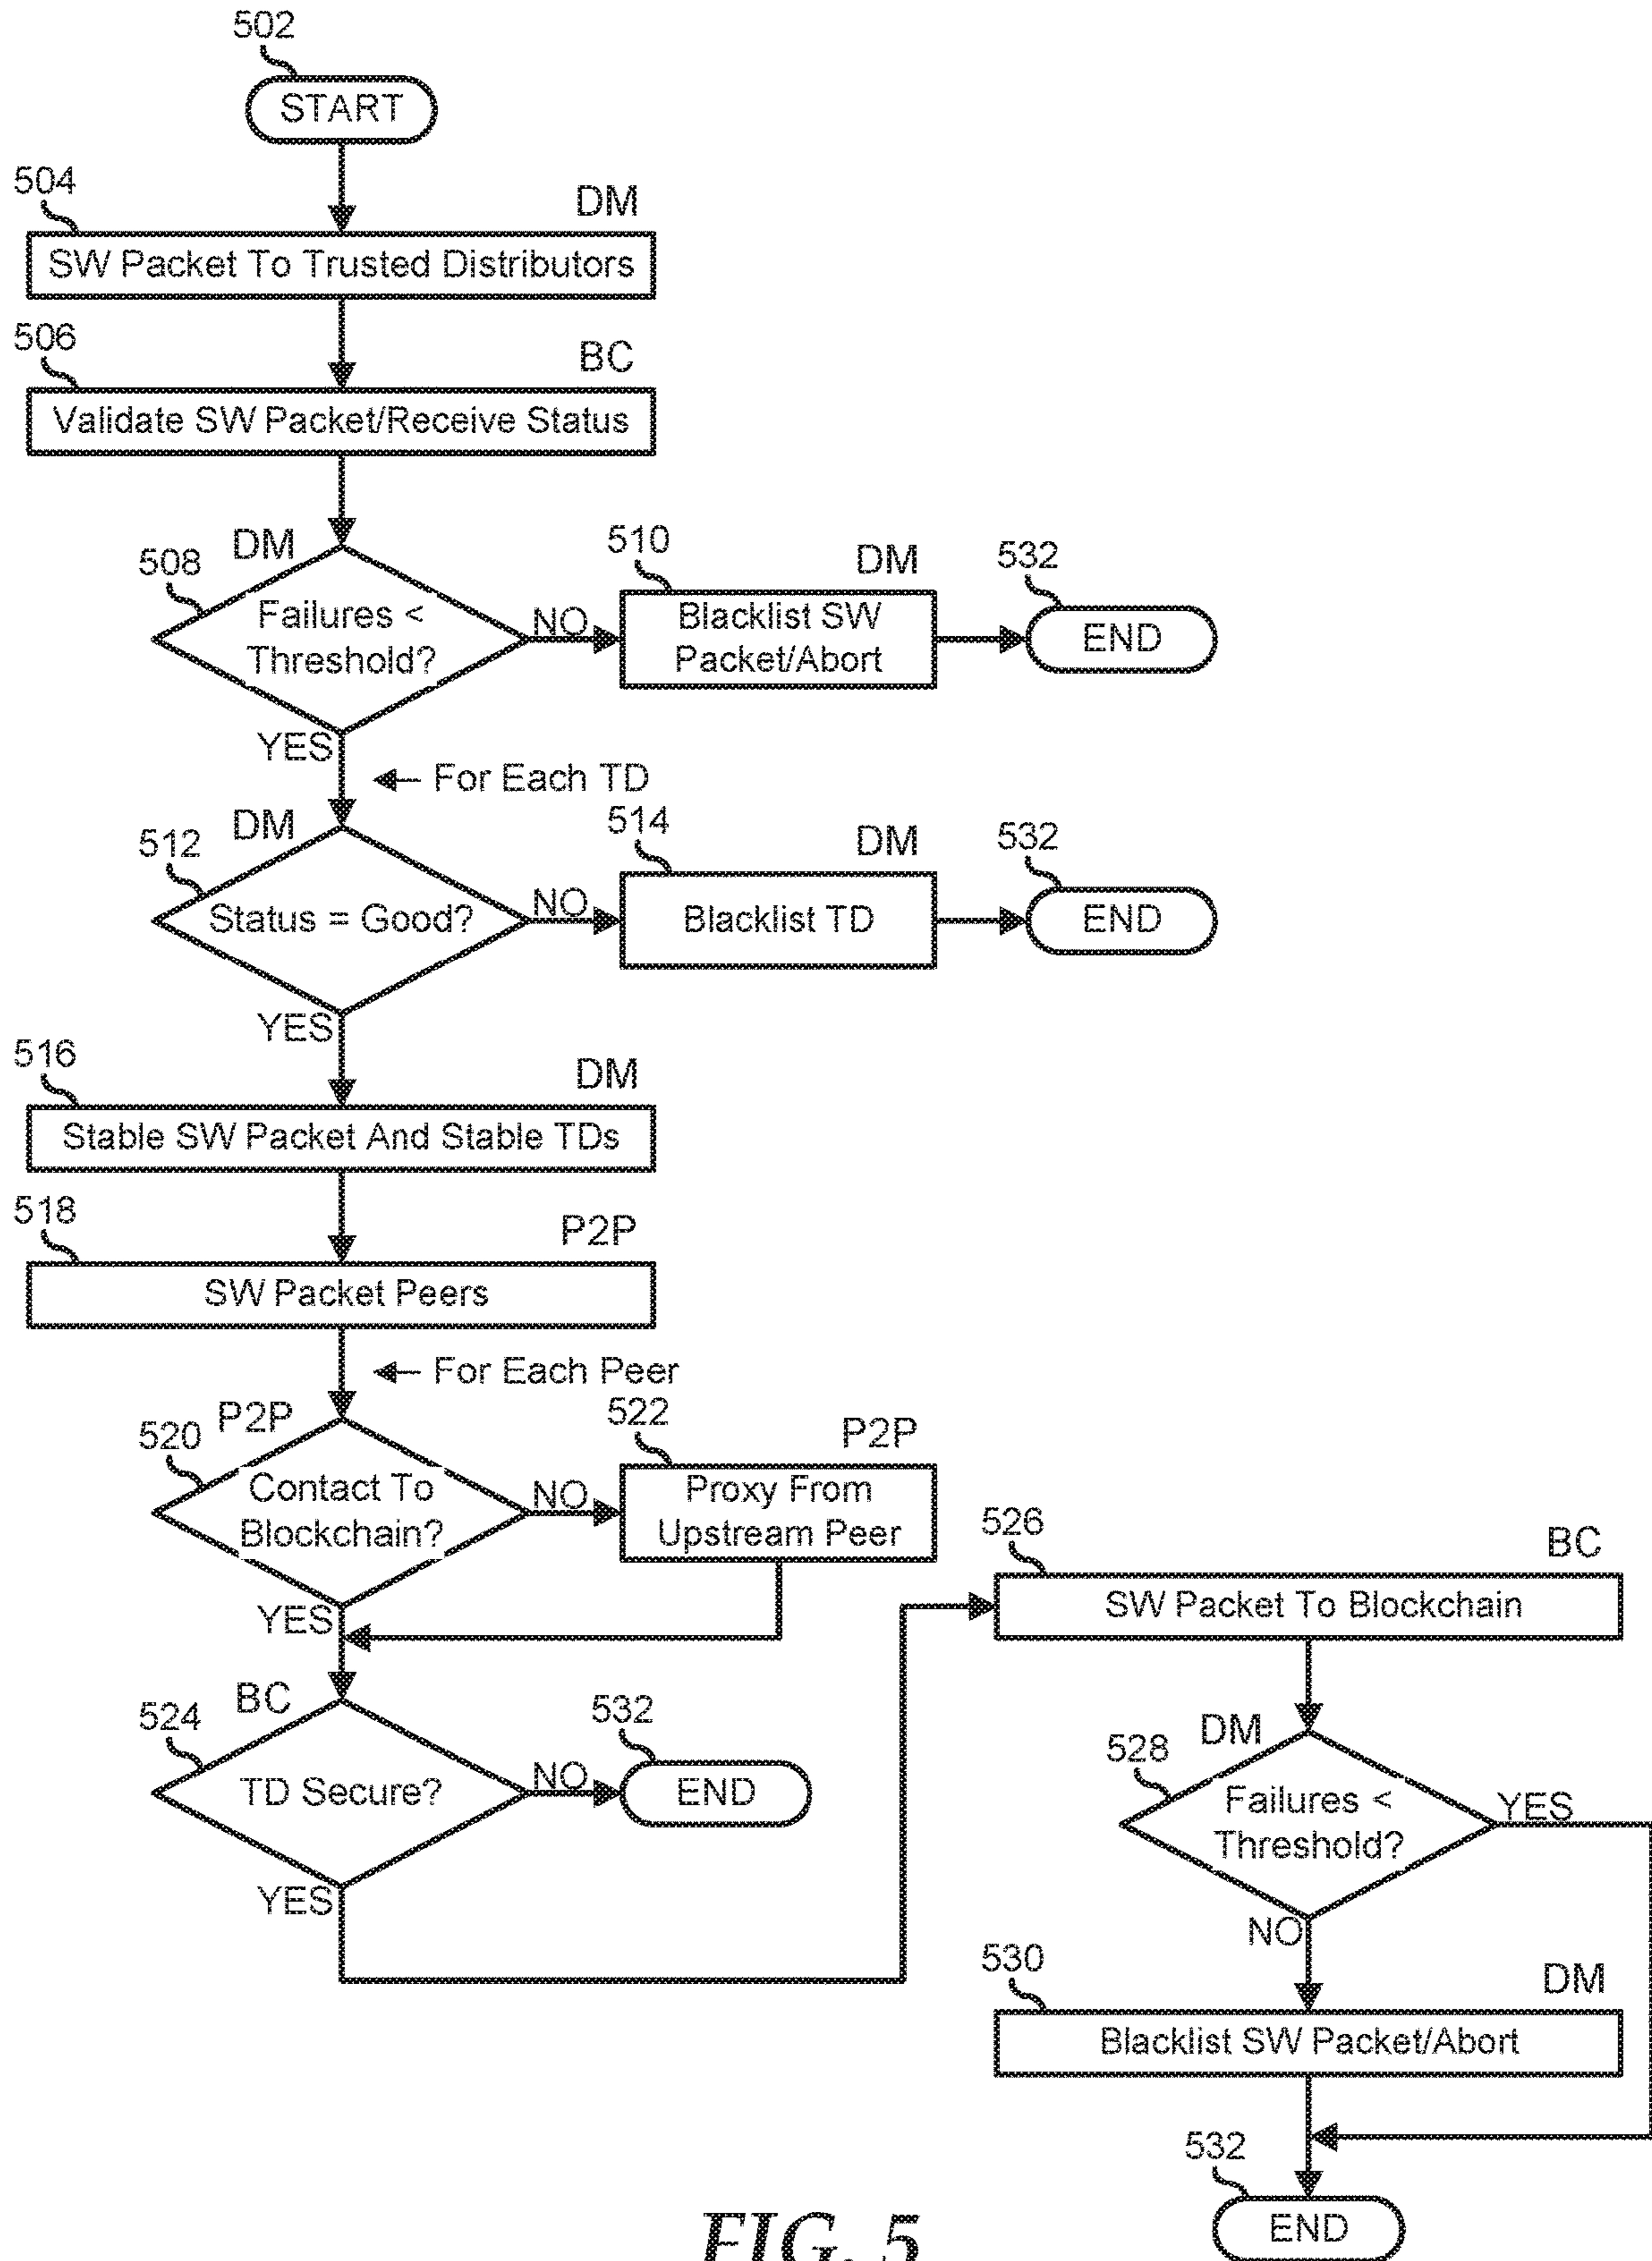 502
START
504
DM
SW Packet To Trusted Distributors
506
BC
Validate SW Packet/Receive Status
DM
508
Failures <
Threshold?
NO
YES
510
DM
Blacklist SW
Packet/Abort
532
END
For Each TD
DM
512
Status = Good?
NO
YES
514
DM
Blacklist TD
532
END
516
DM
Stable SW Packet And Stable TDs
518
P2P
SW Packet Peers
For Each Peer
P2P
520
Contact To
Blockchain?
NO
YES
522
P2P
Proxy From
Upstream Peer
BC
524
TD Secure?
NO
YES
532
END
526
BC
SW Packet To Blockchain
DM
528
Failures <
Threshold?
YES
NO
530
DM
Blacklist SW Packet/Abort
532
END
FIG. 5